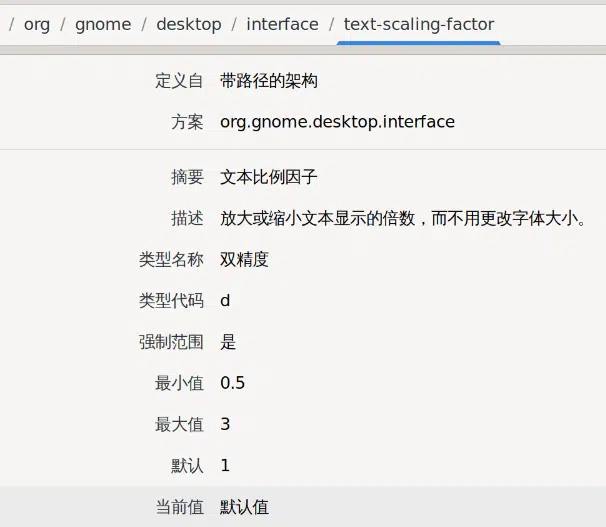 / org / gnome / desktop / interface / text-scaling-factor
定义自 带路径的架构
方案 org.gnome.desktop.interface
摘要 文本比例因子
描述 放大或缩小文本显示的倍数，而不用更改字体大小。
类型名称 双精度
类型代码 d
强制范围 是
最小值 0.5
最大值 3
默认 1
当前值 默认值